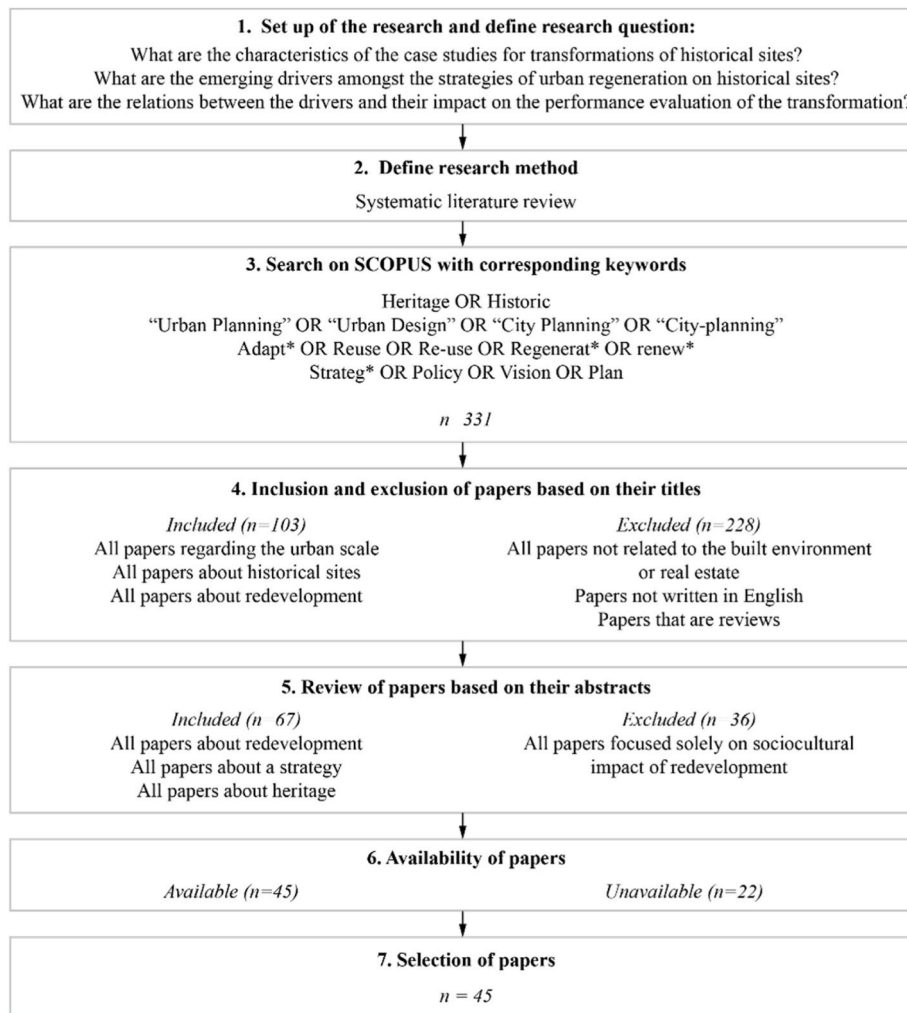 1. Set up of the research and define research question:
What are the characteristics of the case studies for transformations of historical sites?
What are the emerging drivers amongst the strategies of urban regeneration on historical sites?
What are the relations between the drivers and their impact on the performance evaluation of the transformation?
2. Define research method
Systematic literature review
3. Search on SCOPUS with corresponding keywords
Heritage OR Historic
“Urban Planning” OR “Urban Design” OR “City Planning” OR “City-planning”
Adapt* OR Reuse OR Re-use OR Regenerat* OR renew*
Strateg* OR Policy OR Vision OR Plan
n 331
4. Inclusion and exclusion of papers based on their titles
Included (n=103)
All papers regarding the urban scale
All papers about historical sites
All papers about redevelopment
Excluded (n=228)
All papers not related to the built environment
or real estate
Papers not written in English
Papers that are reviews
5. Review of papers based on their abstracts
Included (n 67)
All papers about redevelopment
All papers about a strategy
All papers about heritage
Excluded (n=36)
All papers focused solely on sociocultural
impact of redevelopment
6. Availability of papers
Available (n=45)
Unavailable (n=22)
7. Selection of papers
n = 45